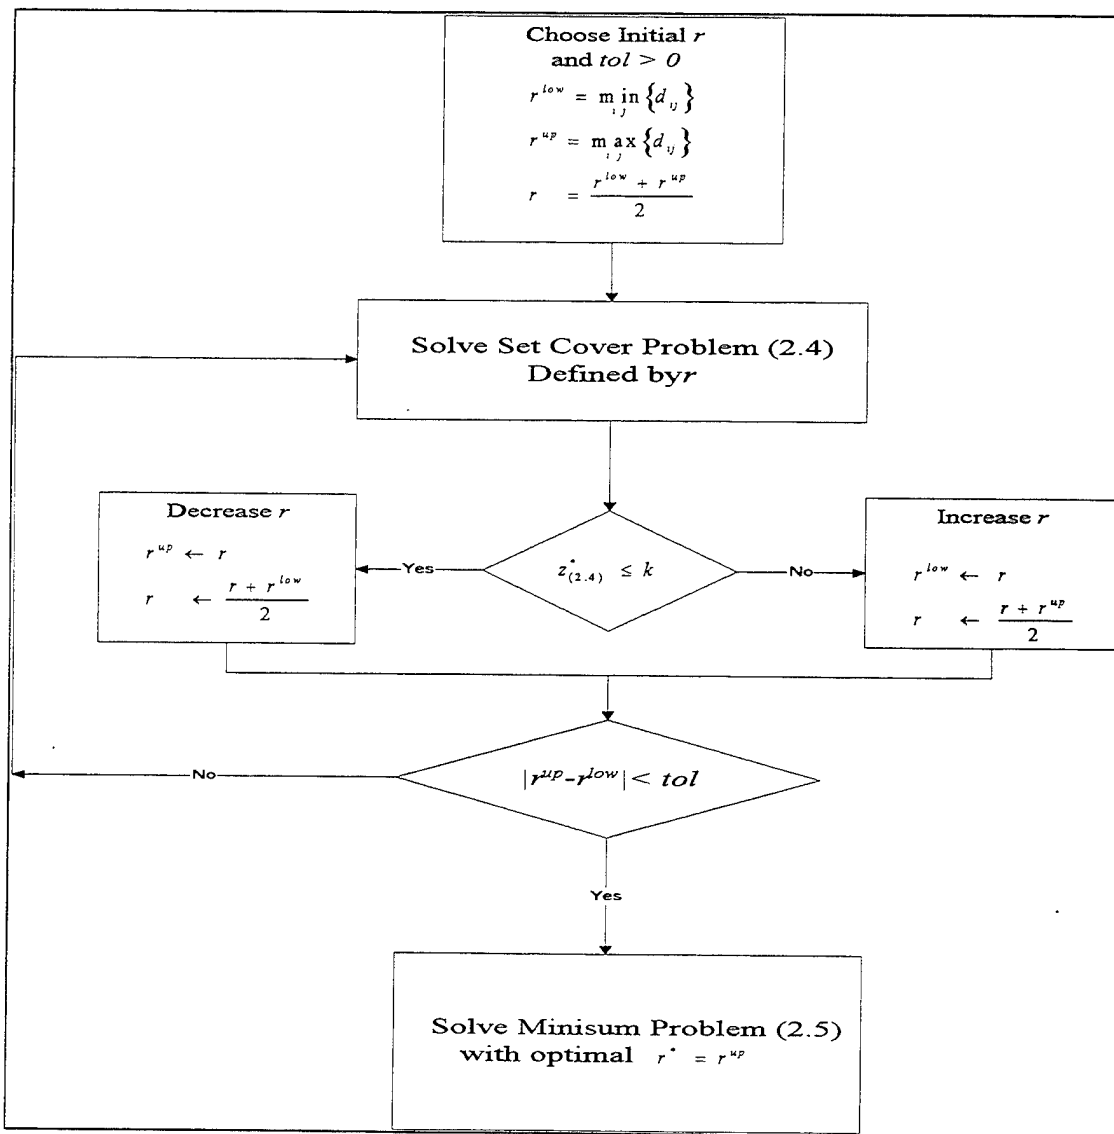 Choose Initial r
and tol > 0
r^low = min_{i j} {d_ij}
r^up = max_{i j} {d_ij}
r = (r^low + r^up) / 2
Solve Set Cover Problem (2.4)
Defined byr
Decrease r
r^up ← r
r ← (r + r^low) / 2
Yes
z*_(2.4) ≤ k
No
Increase r
r^low ← r
r ← (r + r^up) / 2
No
|r^up-r^low| < tol
Yes
Solve Minisum Problem (2.5)
with optimal r* = r^up